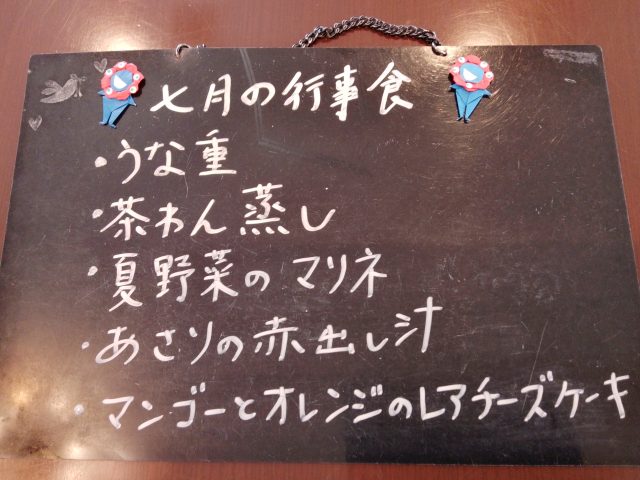 七月の行事食
・うな重
・茶わん蒸し
・夏野菜のマリネ
・あさりの赤出し汁
・マンゴーとオレンジのレアチーズケーキ